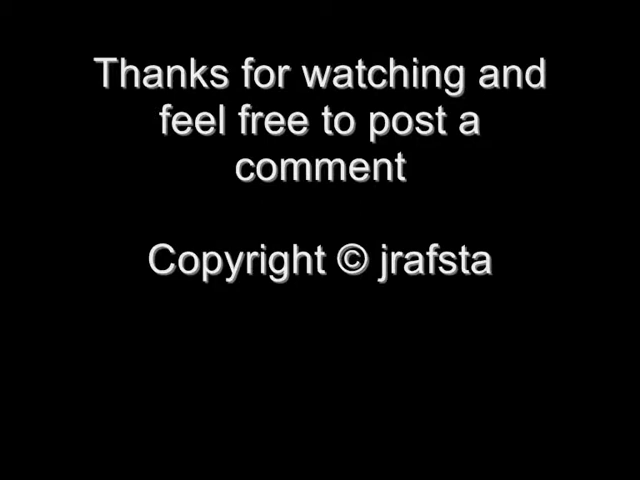 Thanks for watching and
feel free to post a
comment
Copyright © jrafsta